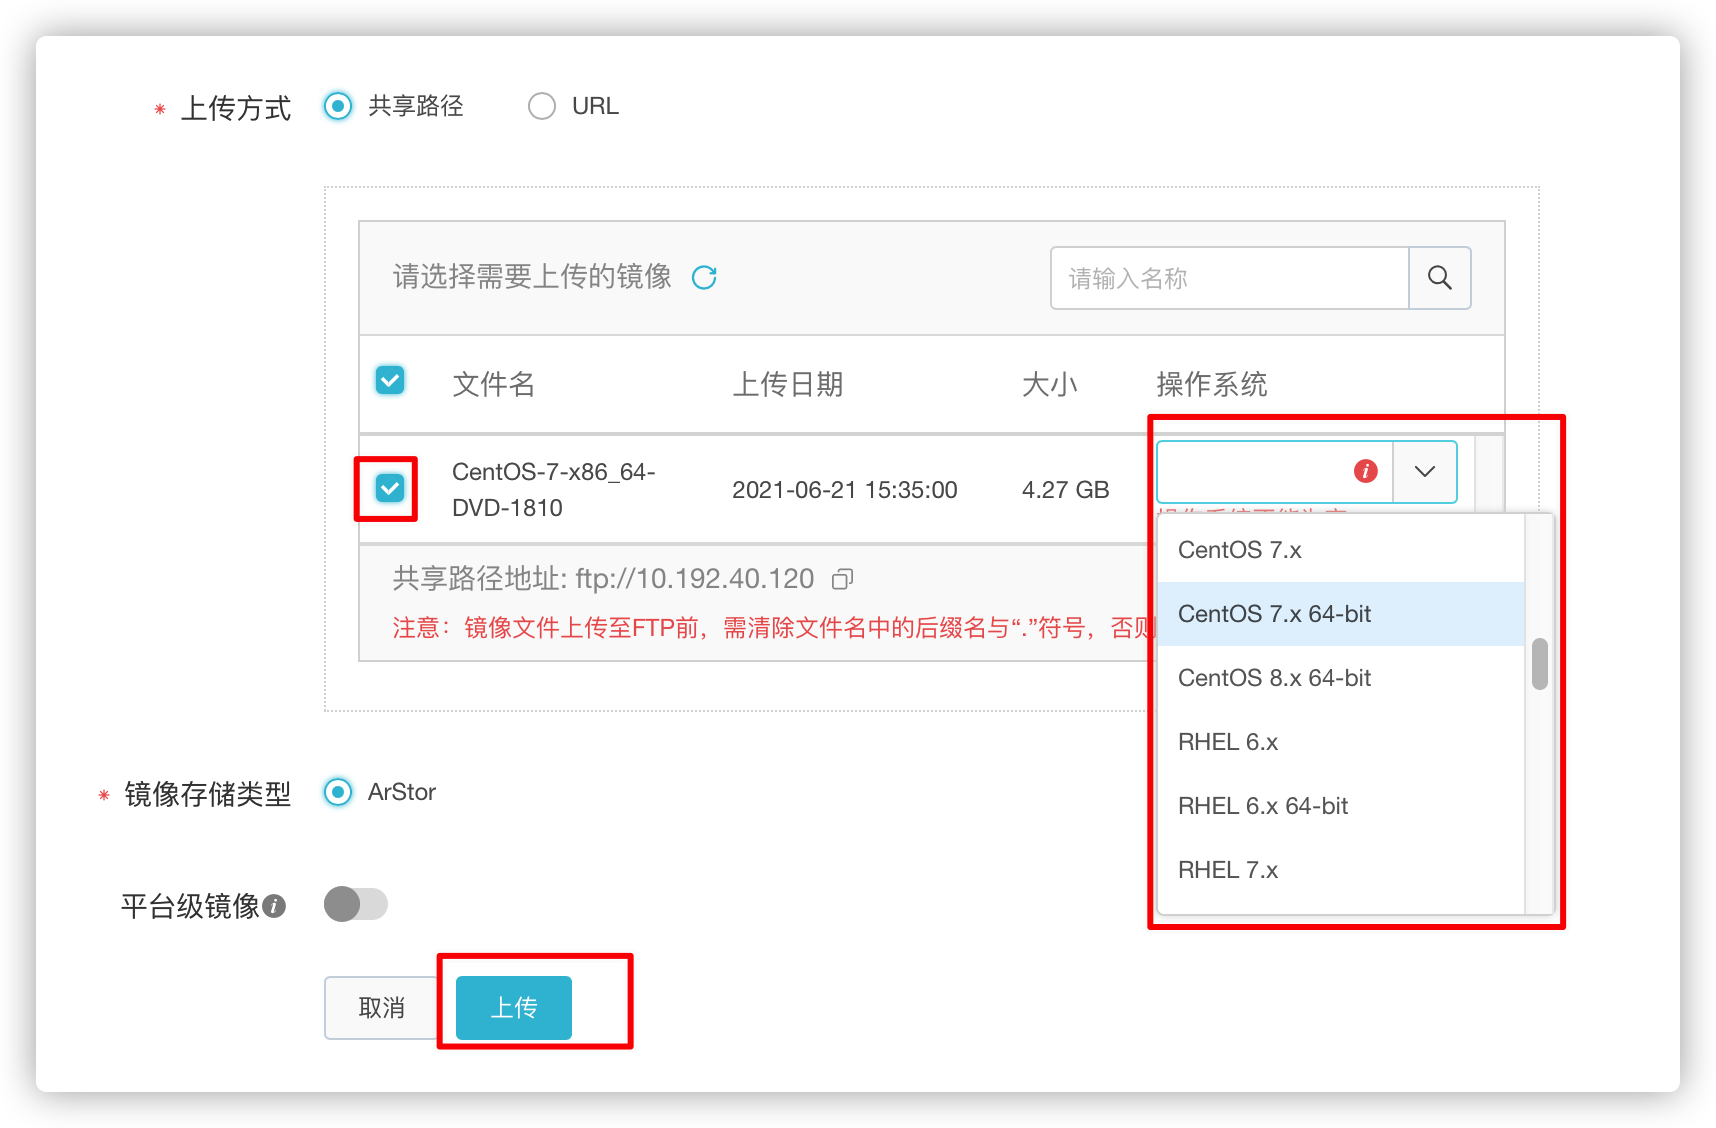 * 上传方式 共享路径 URL
请选择需要上传的镜像 请输入名称
文件名 上传日期 大小 操作系统
CentOS-7-x86_64-
DVD-1810
2021-06-21 15:35:00 4.27 GB
CentOS 7.x
CentOS 7.x 64-bit
CentOS 8.x 64-bit
RHEL 6.x
RHEL 6.x 64-bit
RHEL 7.x
共享路径地址: ftp://10.192.40.120
注意：镜像文件上传至FTP前，需清除文件名中的后缀名与“.”符号，否则
* 镜像存储类型 ArStor
平台级镜像
取消 上传